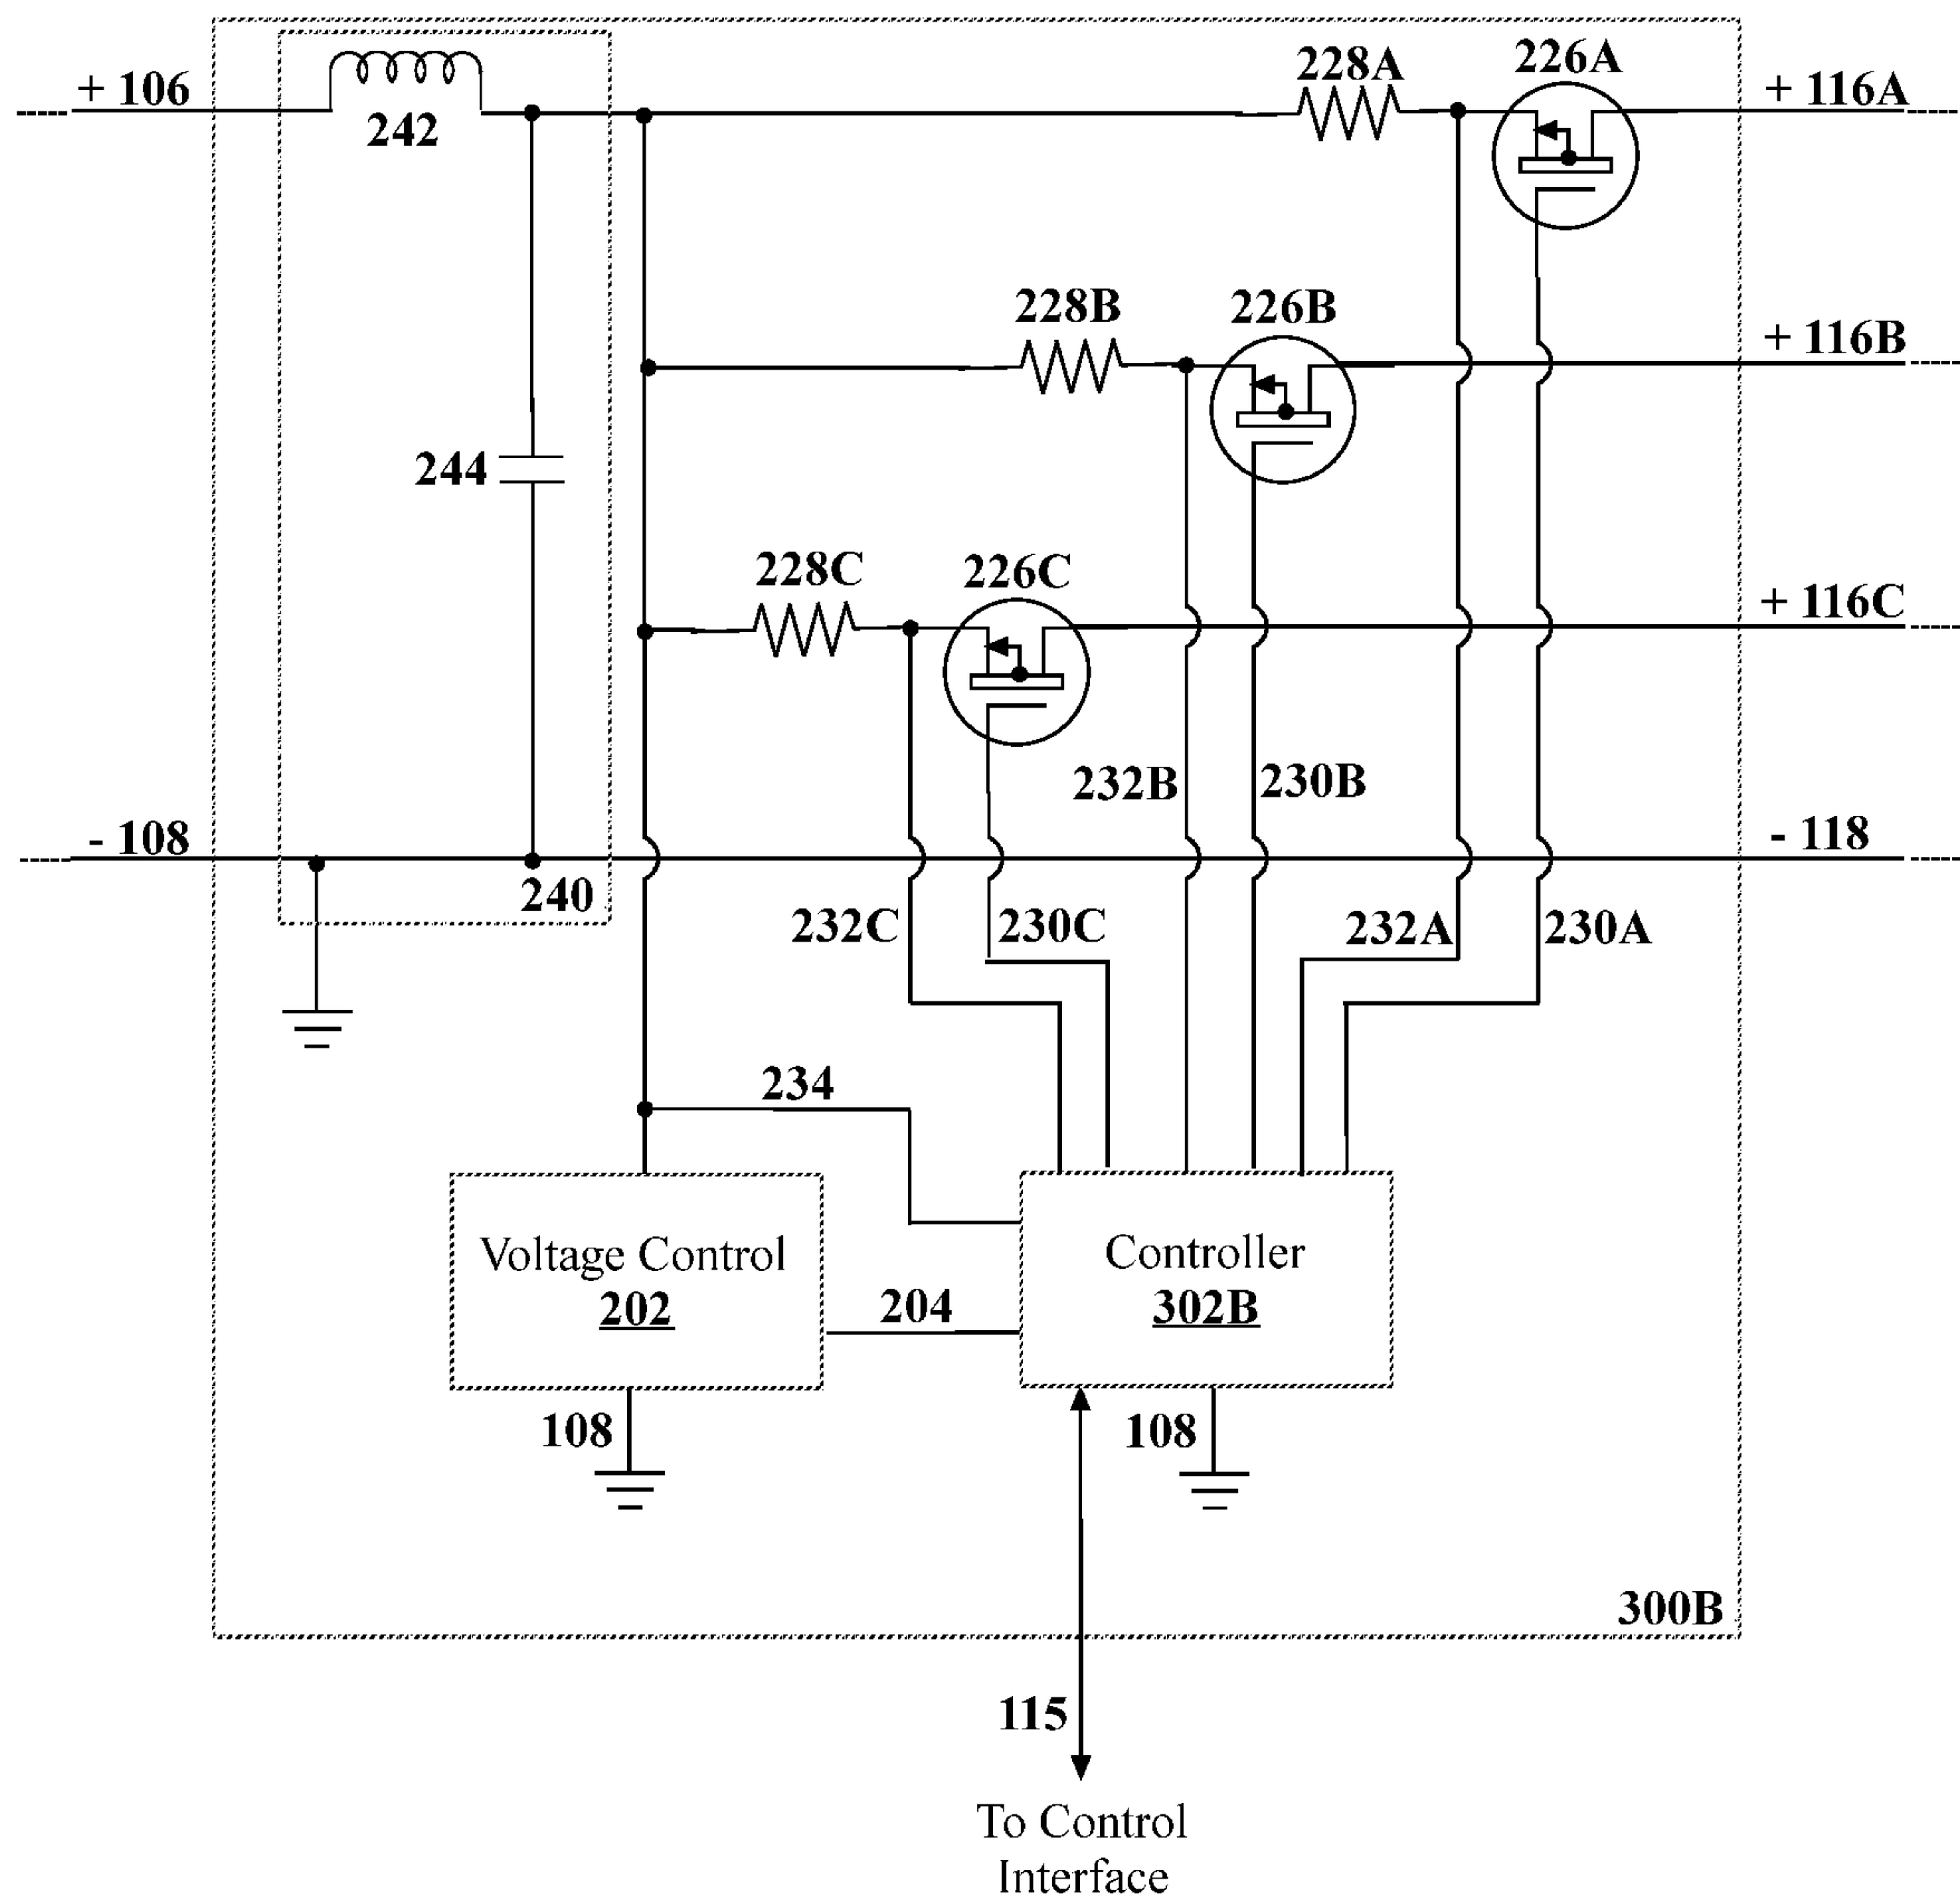 228A
226A
+ 106
+ 116A
242
228B
226B
+ 116B
244
228C
226C
+ 116C
232B
230B
- 108
- 118
240
232C
230C
232A
230A
234
Voltage Control
202
204
Controller
302B
108
108
300B
115
To Control
Interface